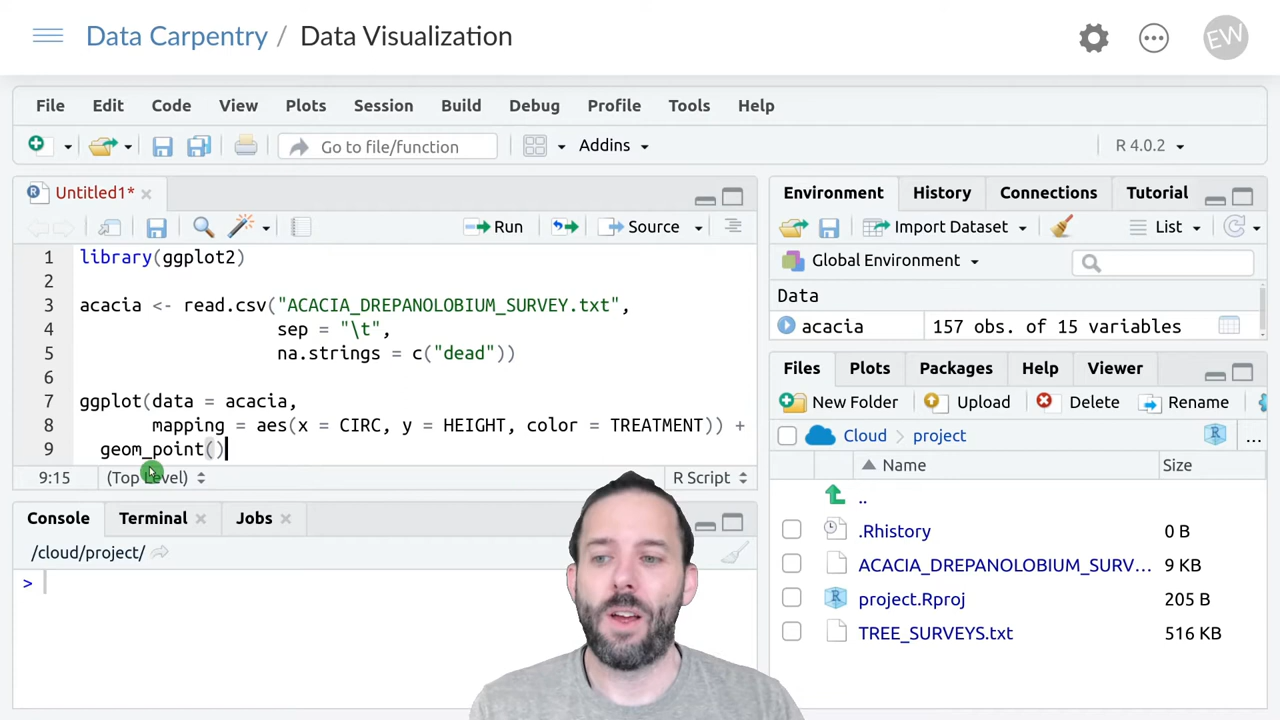 Data Carpentry / Data Visualization
EW
File Edit Code View Plots Session Build Debug Profile Tools Help
Go to file/function
Addins
R 4.0.2
Untitled1*
Run
Source
1 library(ggplot2)
2
3 acacia <- read.csv("ACACIA_DREPANOLOBIUM_SURVEY.txt",
4 sep = "\t",
5 na.strings = c("dead"))
6
7 ggplot(data = acacia,
8 mapping = aes(x = CIRC, y = HEIGHT, color = TREATMENT)) +
9 geom_point()
9:15 (Top Level) R Script
Console Terminal Jobs
/cloud/project/
>
Environment History Connections Tutorial
Import Dataset List
Global Environment
Data
acacia 157 obs. of 15 variables
Files Plots Packages Help Viewer
New Folder Upload Delete Rename
Cloud > project ...
Name Size
..
.Rhistory 0 B
ACACIA_DREPANOLOBIUM_SURV... 9 KB
project.Rproj 205 B
TREE_SURVEYS.txt 516 KB